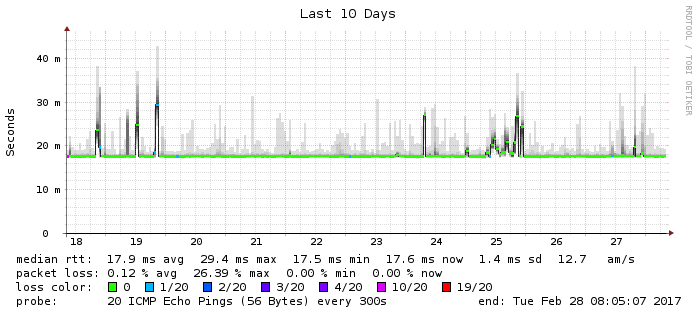 Last 10 Days
RRDTOOL / TOBI OETIKER
Seconds
40 m
30 m
20 m
10 m
0
18 19 20 21 22 23 24 25 26 27
median rtt: 17.9 ms avg 29.4 ms max 17.5 ms min 17.6 ms now 1.4 ms sd 12.7 am/s
packet loss: 0.12 % avg 26.39 % max 0.00 % min 0.00 % now
loss color: 0 1/20 2/20 3/20 4/20 10/20 19/20
probe: 20 ICMP Echo Pings (56 Bytes) every 300s end: Tue Feb 28 08:05:07 2017